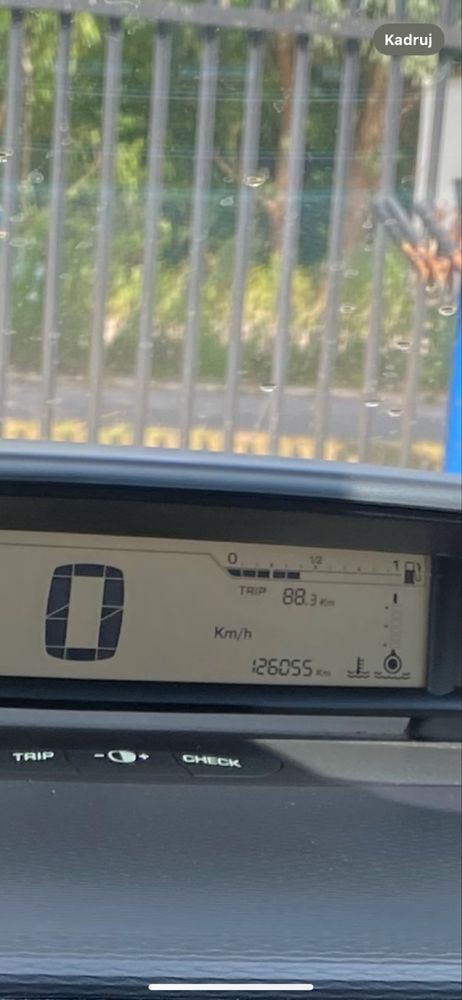 Kadruj
0 1/2 1
TRIP 88.3 Km
0
Km/h
126055 Km
TRIP - + CHECK